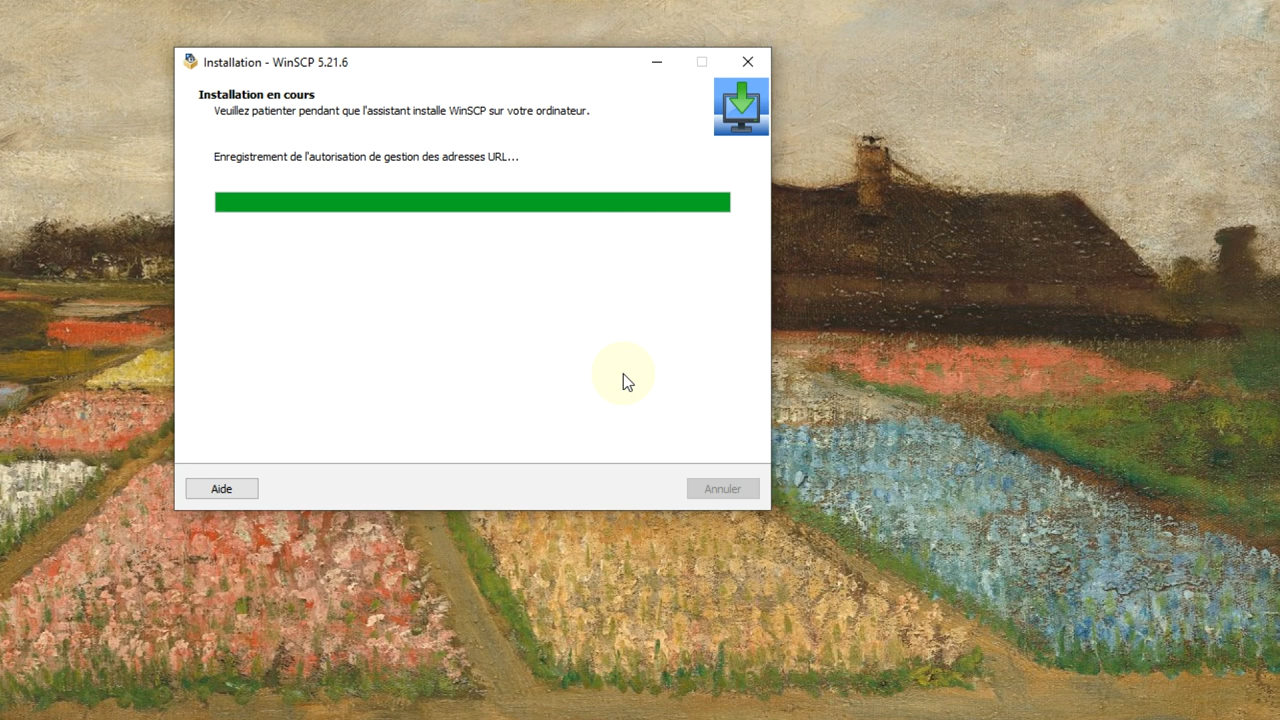 Installation - WinSCP 5.21.6
Installation en cours
Veuillez patienter pendant que l'assistant installe WinSCP sur votre ordinateur.
Enregistrement de l'autorisation de gestion des adresses URL...
Aide
Annuler